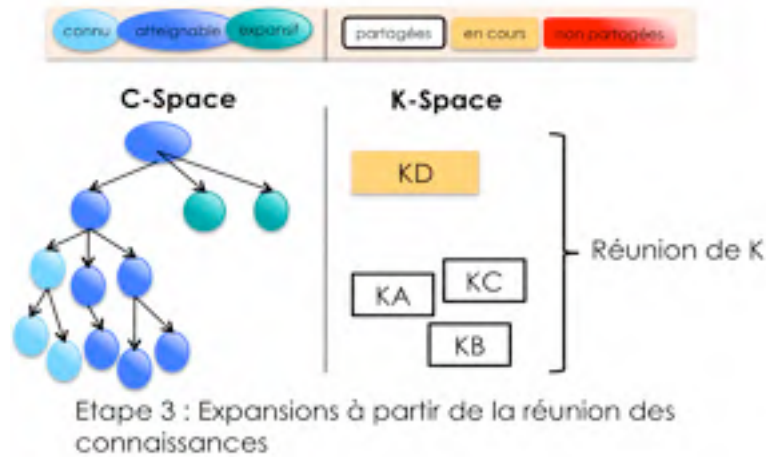 connu atteignable expansif partagées en cours non partagées
C-Space K-Space
KD
Réunion de K
KA KC
KB
Etape 3 : Expansions à partir de la réunion des
connaissances